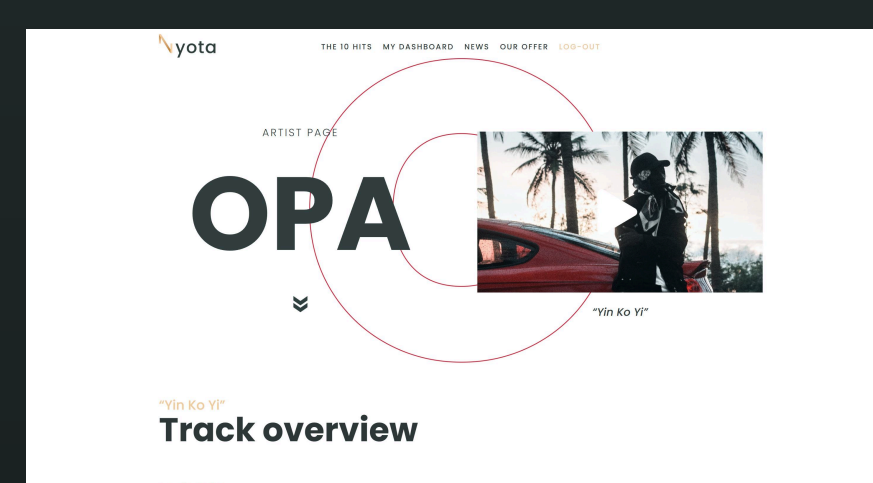 Nyota
THE 10 HITS MY DASHBOARD NEWS OUR OFFER LOG-OUT
ARTIST PAGE
OPA
“Yin Ko Yi”
“Yin Ko Yi”
Track overview